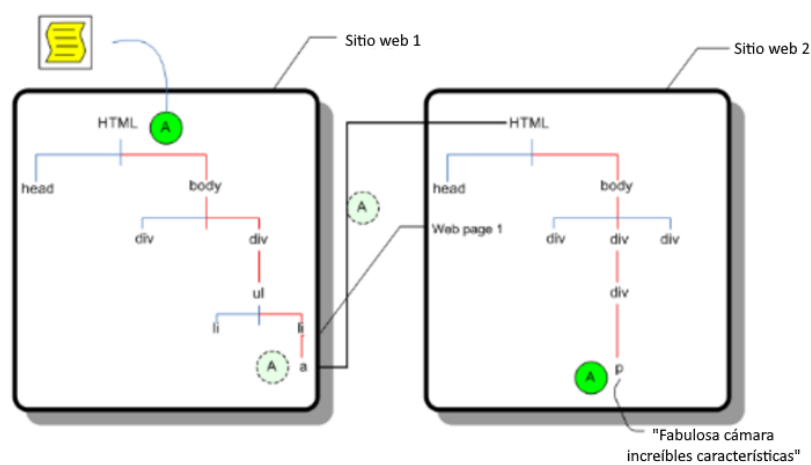 Sitio web 1
Sitio web 2
HTML
A
head
body
div
div
ul
li
li
A
a
A
HTML
head
body
Web page 1
div
div
div
div
A
p
"Fabulosa cámara
increíbles características"